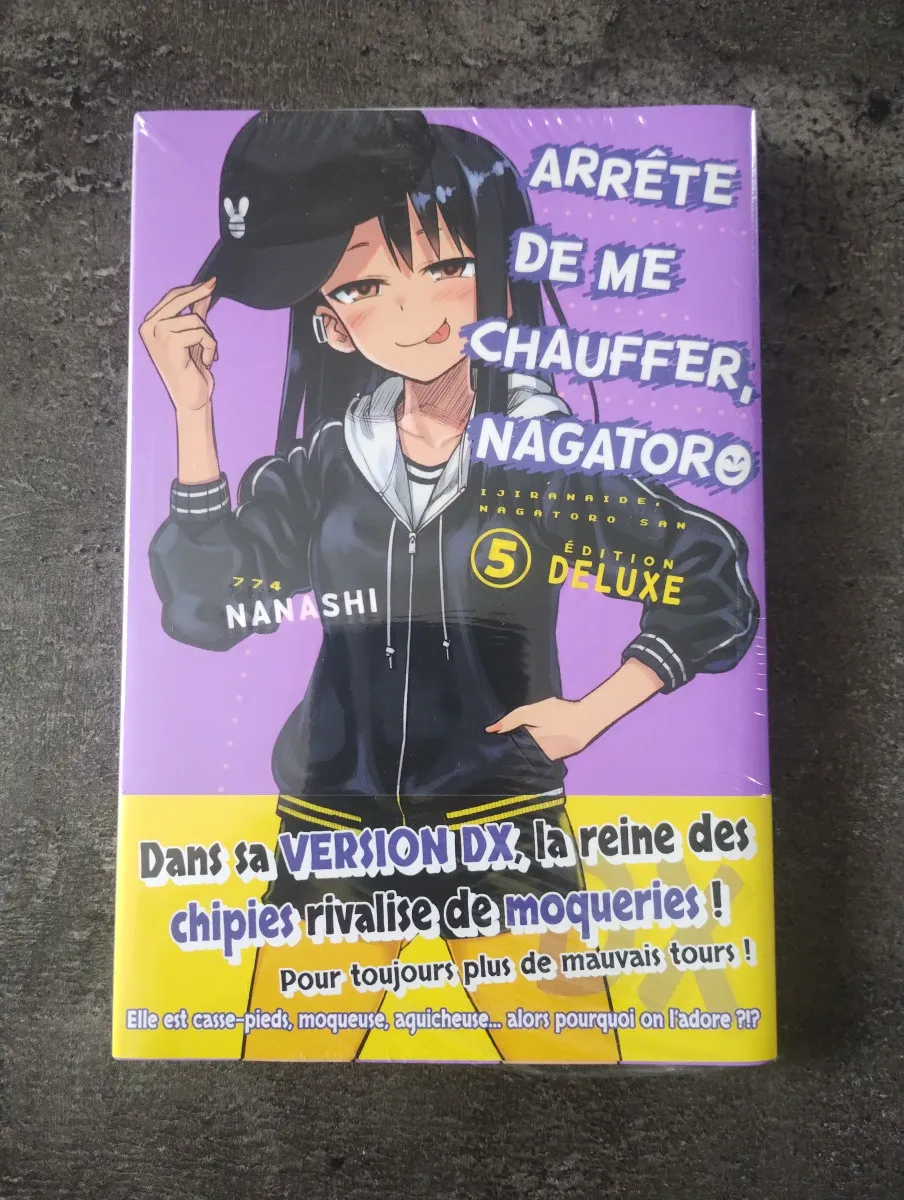 ARRÊTE
DE ME
CHAUFFER,
NAGATORO
IJIRANAIDE,
NAGATORO SAN
5
ÉDITION
DELUXE
774
NANASHI
Dans sa VERSION DX, la reine des
chipies rivalise de moqueries !
Pour toujours plus de mauvais tours !
DX
Elle est casse-pieds, moqueuse, aguicheuse... alors pourquoi on l'adore ?!?